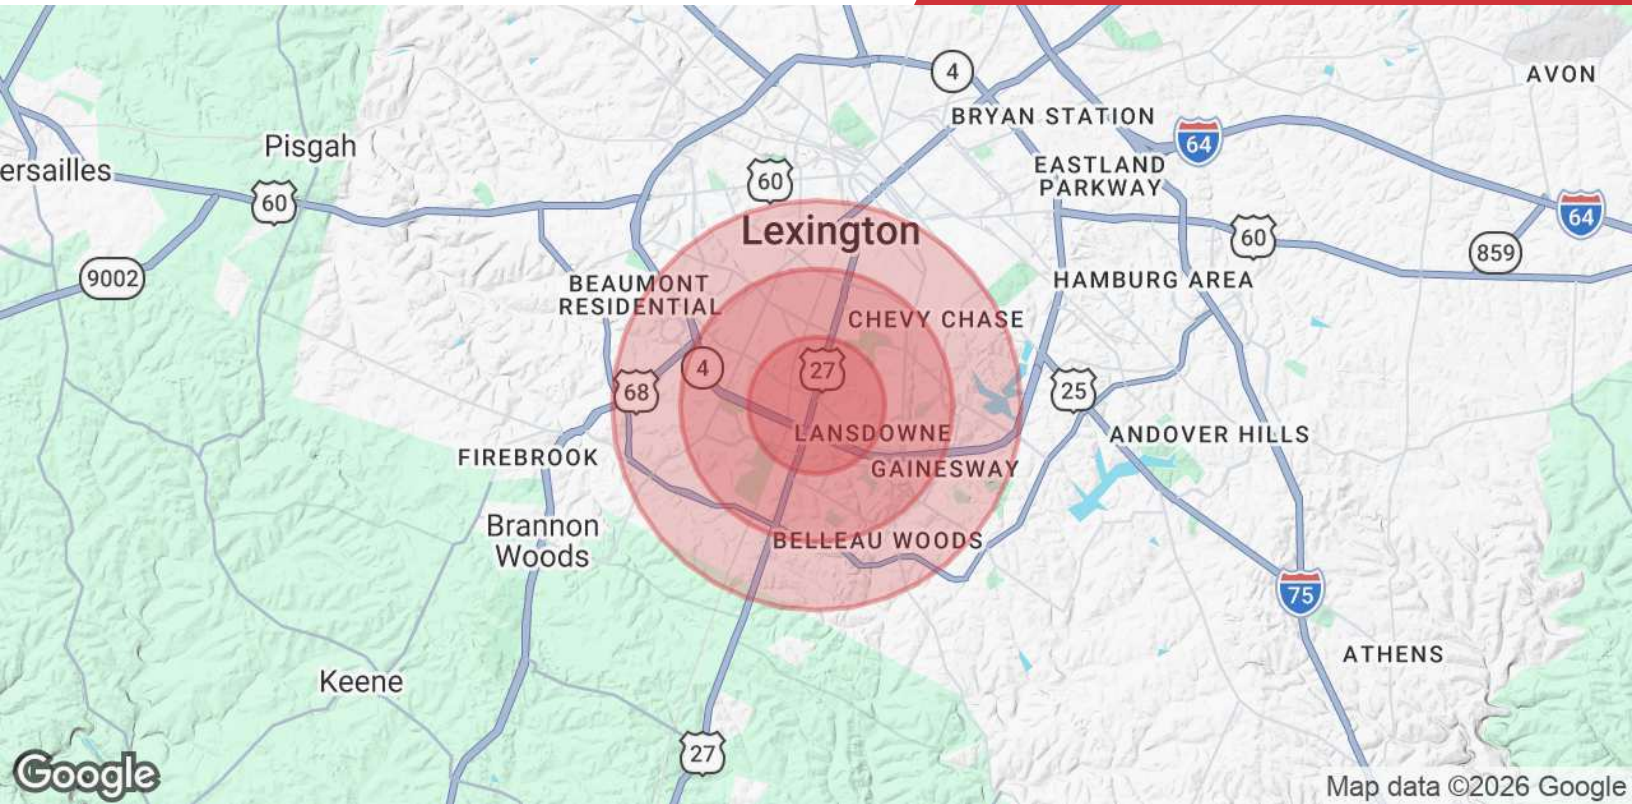 4
AVON
BRYAN STATION
64
Pisgah
ersailles
EASTLAND
PARKWAY
60
60
64
Lexington
60
859
9002
BEAUMONT
RESIDENTIAL
HAMBURG AREA
CHEVY CHASE
4
27
68
25
LANSDOWNE
ANDOVER HILLS
FIREBROOK
GAINESWAY
Brannon
Woods
BELLEAU WOODS
75
ATHENS
Keene
27
Google
Map data ©2026 Google